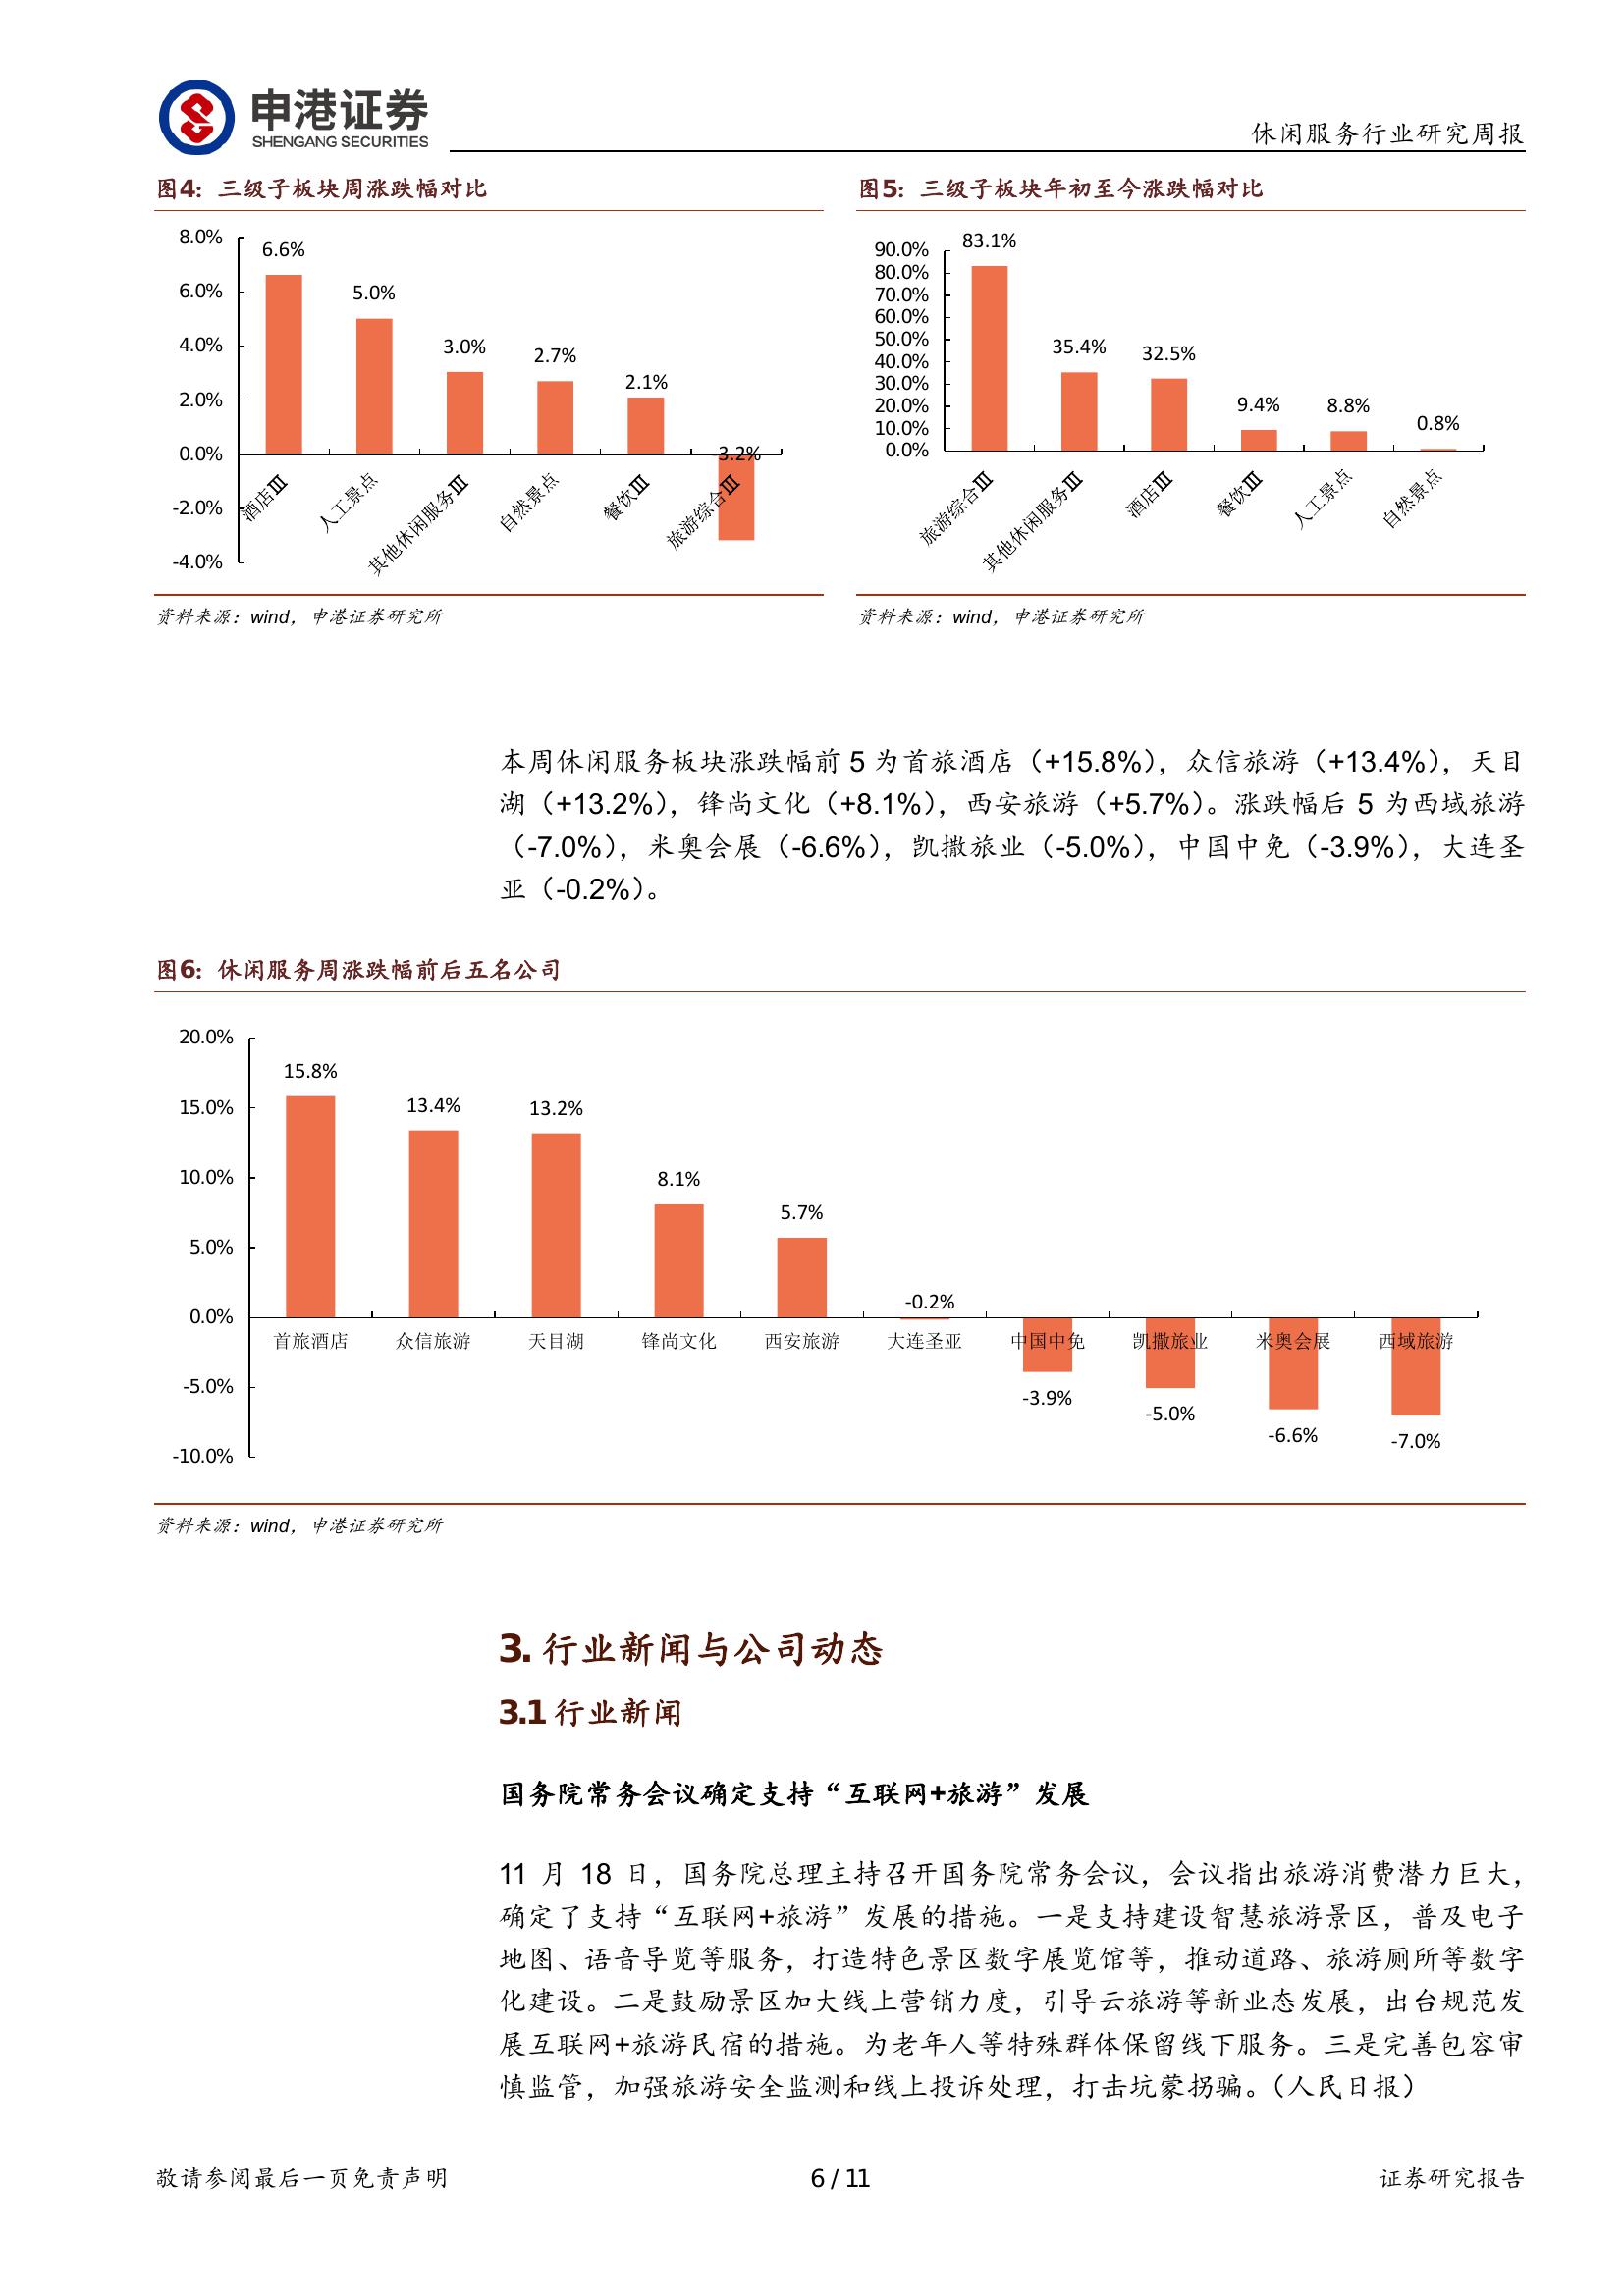 申港证券
SHENGANG SECURITIES
休闲服务行业研究周报
图4：三级子板块周涨跌幅对比
8.0%
6.0%
4.0%
2.0%
0.0%
-2.0%
-4.0%
6.6%
5.0%
3.0%
2.7%
2.1%
-3.2%
酒店Ⅲ
人工景点
其他休闲服务Ⅲ
自然景点
餐饮Ⅲ
旅游综合Ⅲ
资料来源：wind，申港证券研究所
图5：三级子板块年初至今涨跌幅对比
90.0%
80.0%
70.0%
60.0%
50.0%
40.0%
30.0%
20.0%
10.0%
0.0%
83.1%
35.4%
32.5%
9.4%
8.8%
0.8%
旅游综合Ⅲ
其他休闲服务Ⅲ
酒店Ⅲ
餐饮Ⅲ
人工景点
自然景点
资料来源：wind，申港证券研究所
本周休闲服务板块涨跌幅前 5 为首旅酒店（+15.8%），众信旅游（+13.4%），天目
湖（+13.2%），锋尚文化（+8.1%），西安旅游（+5.7%）。涨跌幅后 5 为西域旅游
（-7.0%），米奥会展（-6.6%），凯撒旅业（-5.0%），中国中免（-3.9%），大连圣
亚（-0.2%）。
图6：休闲服务周涨跌幅前后五名公司
20.0%
15.0%
10.0%
5.0%
0.0%
-5.0%
-10.0%
15.8%
13.4%
13.2%
8.1%
5.7%
-0.2%
-3.9%
-5.0%
-6.6%
-7.0%
首旅酒店
众信旅游
天目湖
锋尚文化
西安旅游
大连圣亚
中国中免
凯撒旅业
米奥会展
西域旅游
资料来源：wind，申港证券研究所
3. 行业新闻与公司动态
3.1 行业新闻
国务院常务会议确定支持“互联网+旅游”发展
11 月 18 日，国务院总理主持召开国务院常务会议，会议指出旅游消费潜力巨大，
确定了支持“互联网+旅游”发展的措施。一是支持建设智慧旅游景区，普及电子
地图、语音导览等服务，打造特色景区数字展览馆等，推动道路、旅游厕所等数字
化建设。二是鼓励景区加大线上营销力度，引导云旅游等新业态发展，出台规范发
展互联网+旅游民宿的措施。为老年人等特殊群体保留线下服务。三是完善包容审
慎监管，加强旅游安全监测和线上投诉处理，打击坑蒙拐骗。（人民日报）
敬请参阅最后一页免责声明
6 / 11
证券研究报告